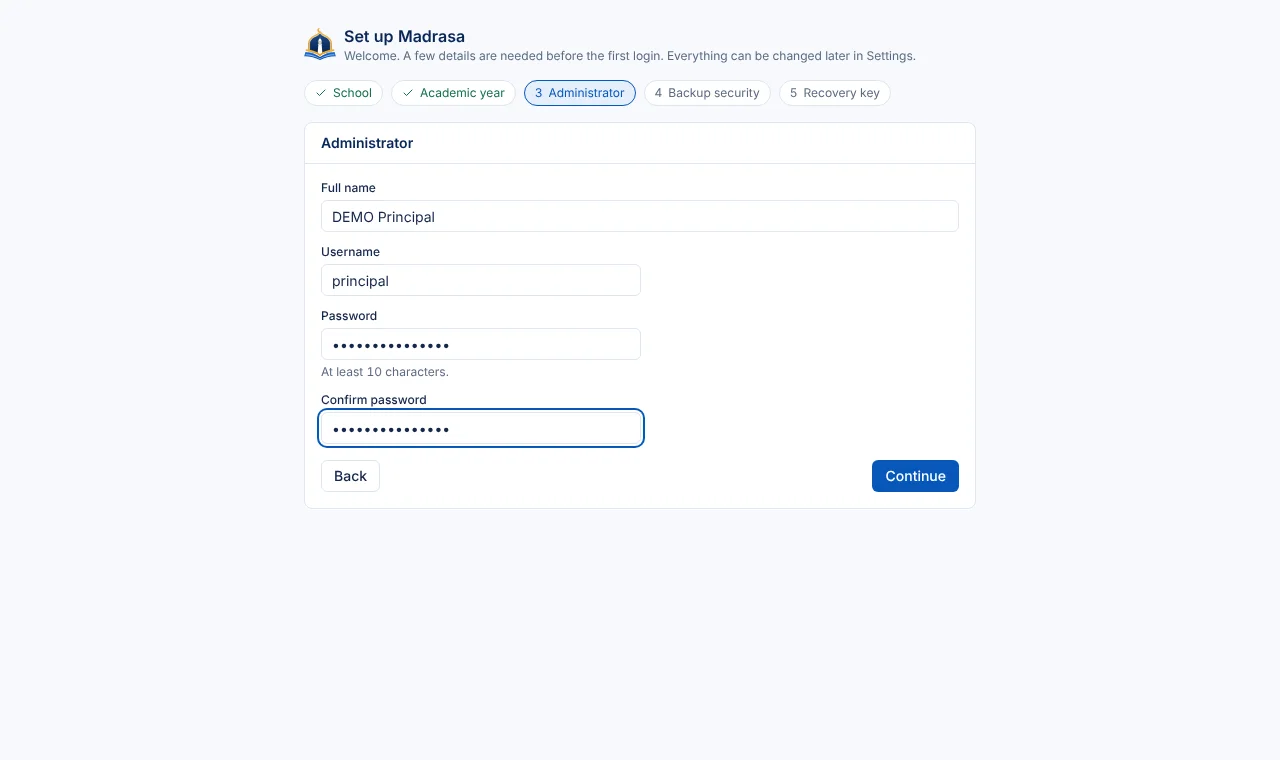 Set up Madrasa
Welcome. A few details are needed before the first login. Everything can be changed later in Settings.
School
Academic year
3 Administrator
4 Backup security
5 Recovery key
Administrator
Full name
DEMO Principal
Username
principal
Password
•••••••••••••••
At least 10 characters.
Confirm password
•••••••••••••••
Back
Continue